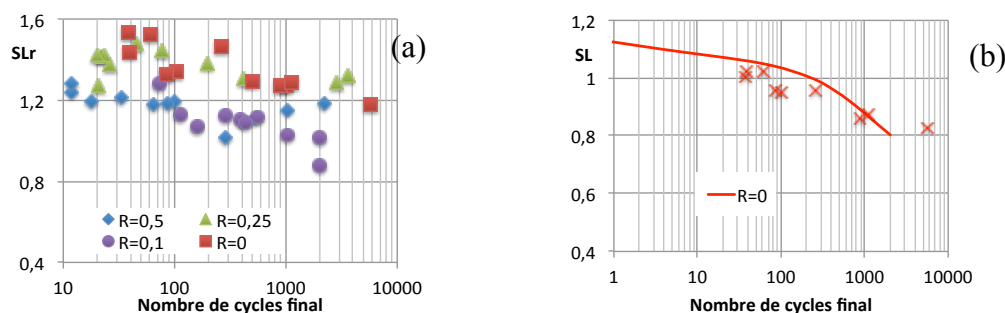 1,6
SLr
(a)
1,2
0,8
R=0,5
R=0,25
R=0,1
R=0
0,4
10
100
1000
10000
Nombre de cycles final
1,2
SL
(b)
1
0,8
0,6
R=0
0,4
1
10
100
1000
10000
Nombre de cycles final